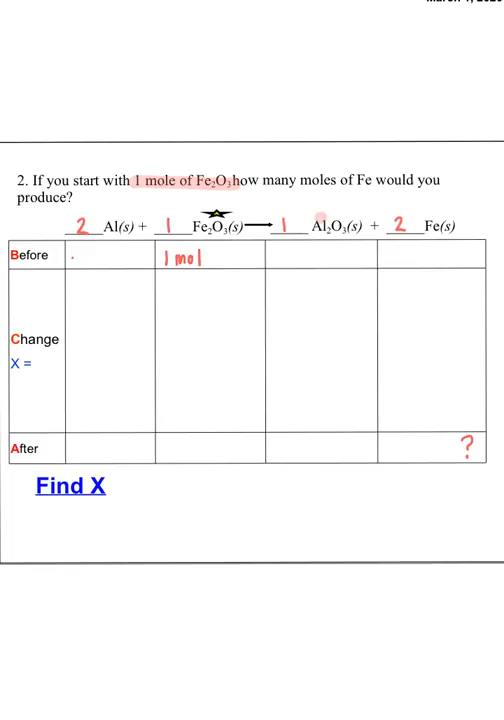 2. If you start with 1 mole of Fe₂O₃ how many moles of Fe would you
produce?
2 Al(s) + 1 Fe₂O₃(s) → 1 Al₂O₃(s) + 2 Fe(s)
Before 1 mol
Change
X =
After ?
Find X